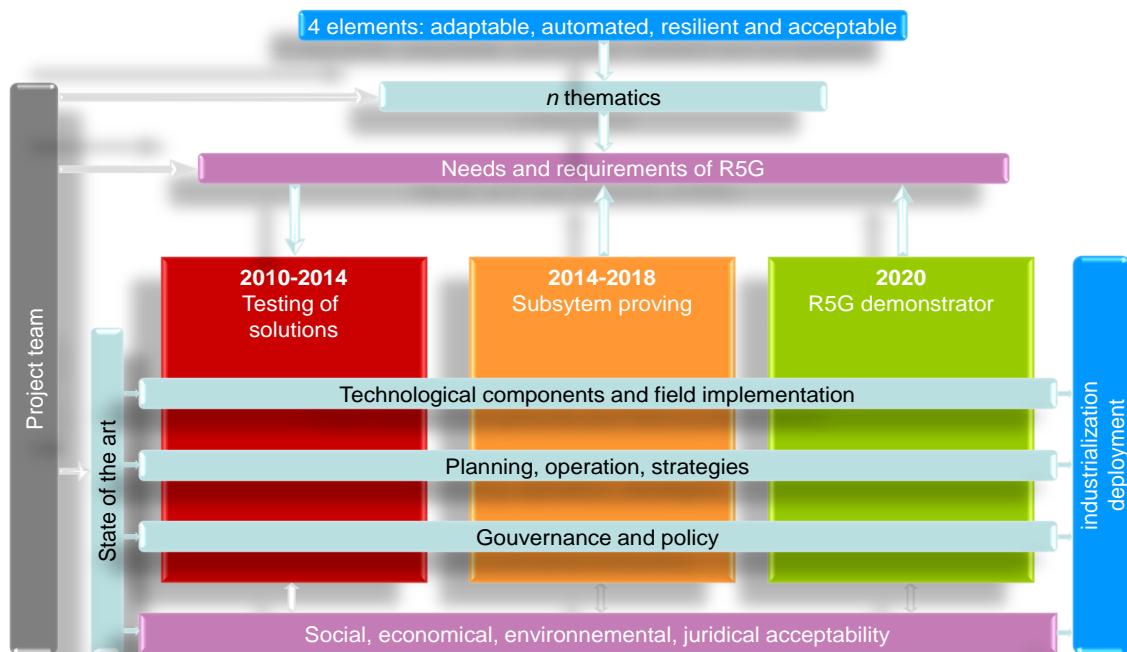 4 elements: adaptable, automated, resilient and acceptable
n thematics
Needs and requirements of R5G
Project team
State of the art
2010-2014
Testing of
solutions
2014-2018
Subsytem proving
2020
R5G demonstrator
Technological components and field implementation
Planning, operation, strategies
Gouvernance and policy
Social, economical, environnemental, juridical acceptability
industrialization
deployment